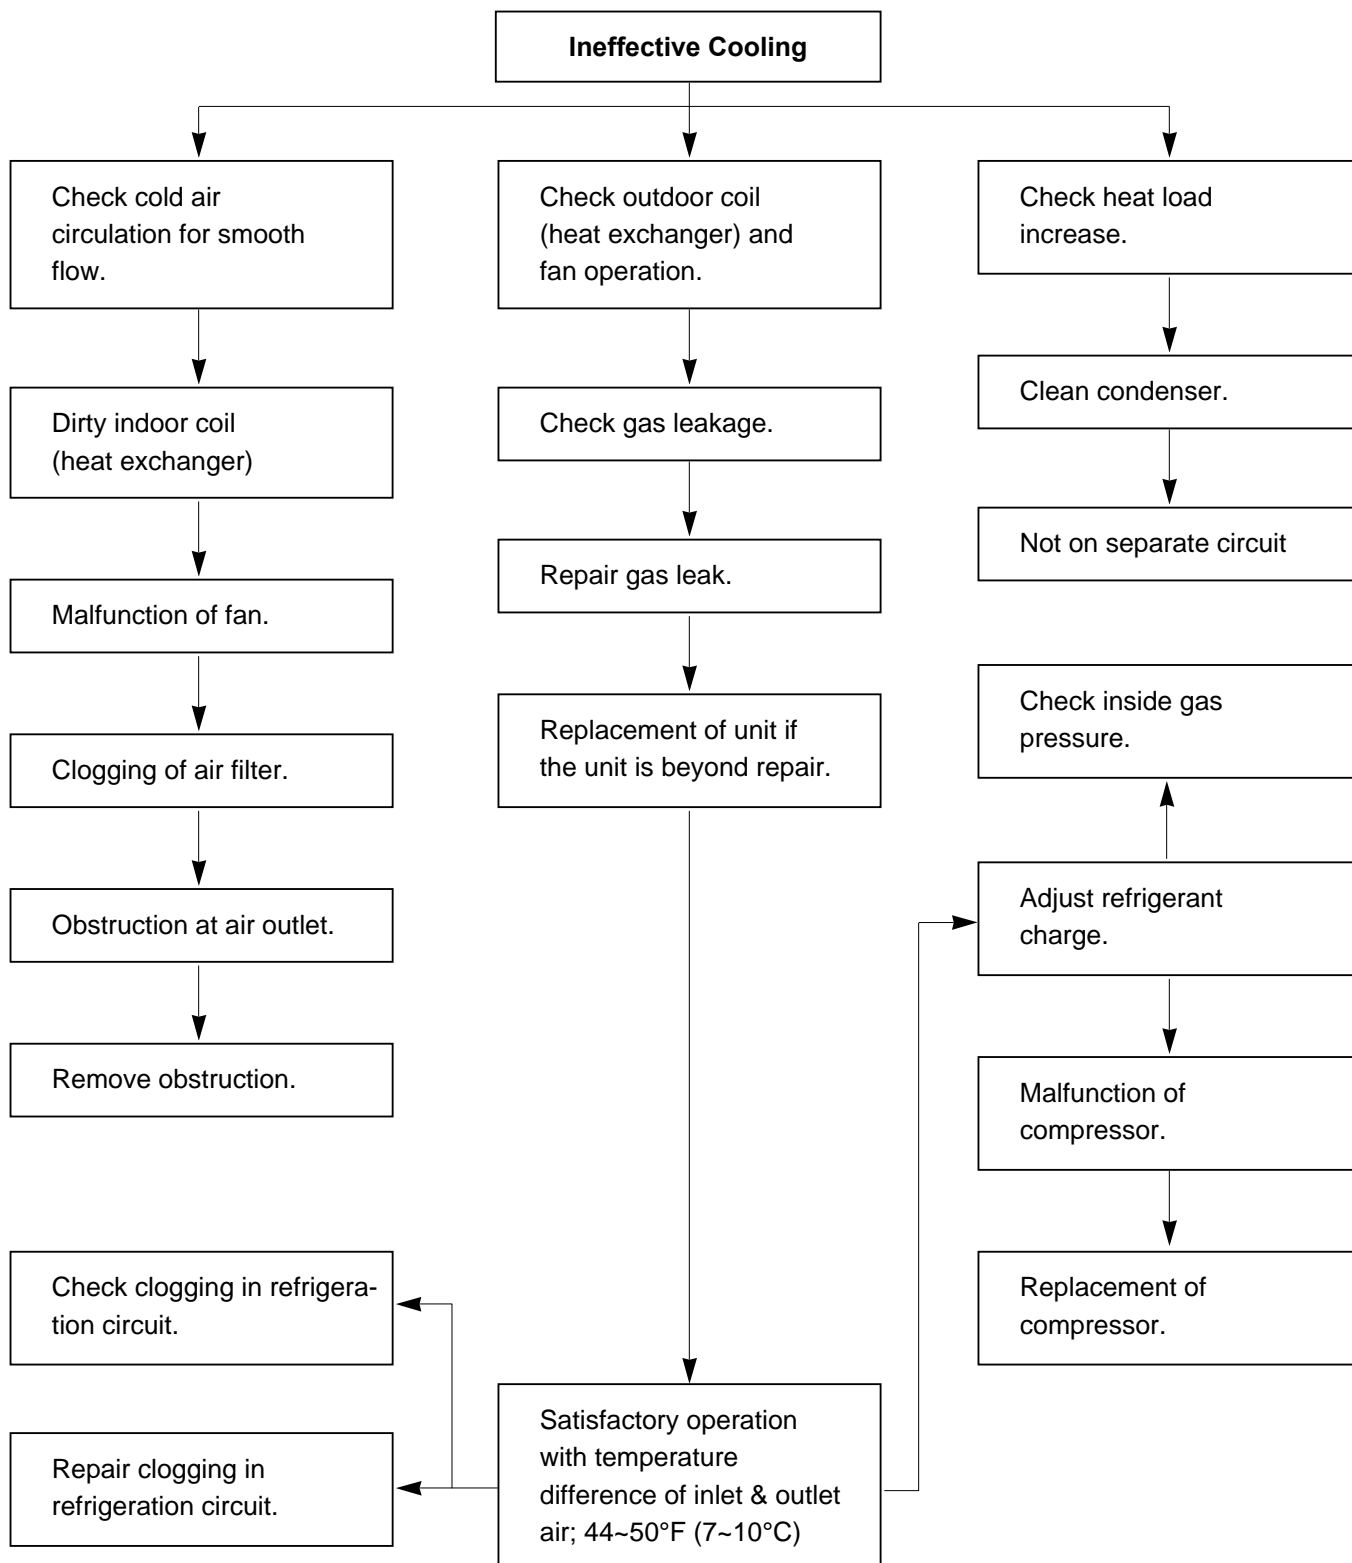 Ineffective Cooling
Check cold air
circulation for smooth
flow.
Dirty indoor coil
(heat exchanger)
Malfunction of fan.
Clogging of air filter.
Obstruction at air outlet.
Remove obstruction.
Check outdoor coil
(heat exchanger) and
fan operation.
Check gas leakage.
Repair gas leak.
Replacement of unit if
the unit is beyond repair.
Check heat load
increase.
Clean condenser.
Not on separate circuit
Check inside gas
pressure.
Adjust refrigerant
charge.
Malfunction of
compressor.
Replacement of
compressor.
Check clogging in refrigera-
tion circuit.
Repair clogging in
refrigeration circuit.
Satisfactory operation
with temperature
difference of inlet & outlet
air; 44~50°F (7~10°C)